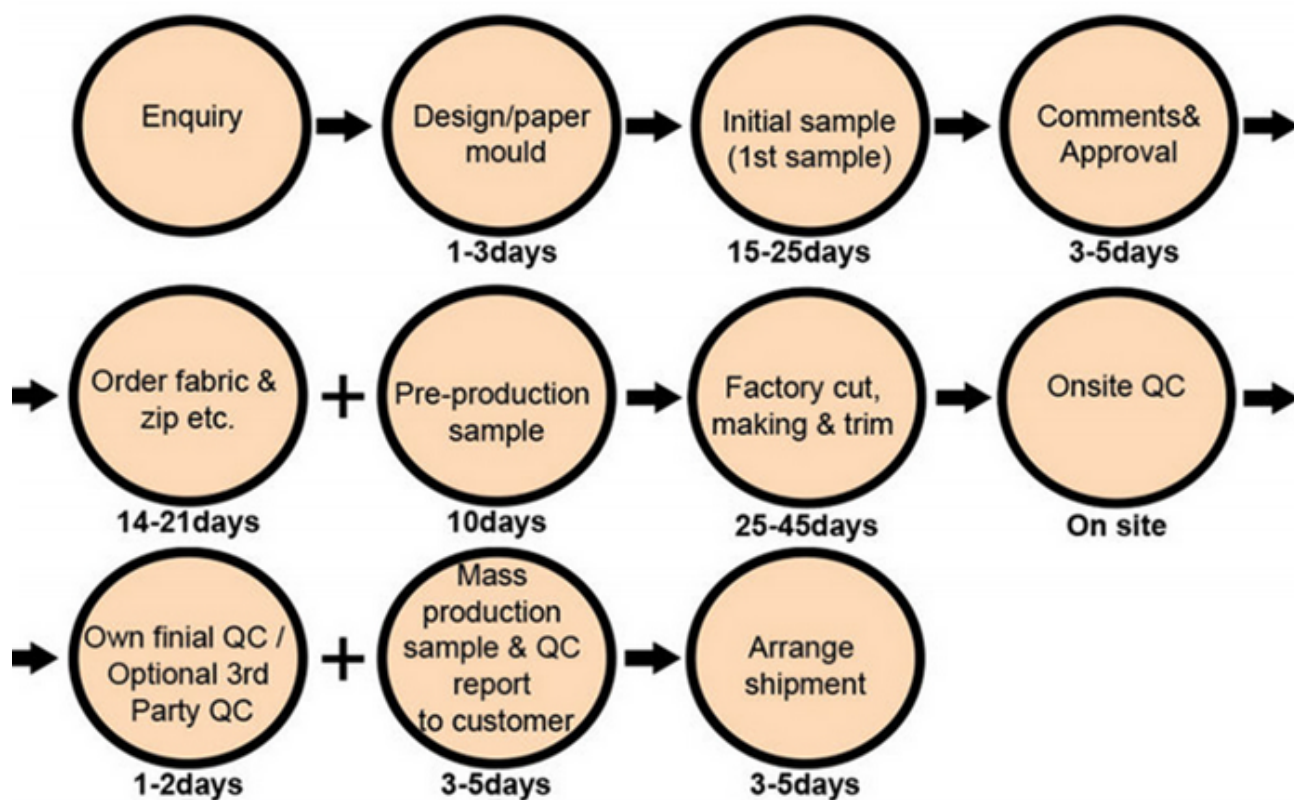 Enquiry
Design/paper
mould
1-3days
Initial sample
(1st sample)
15-25days
Comments&
Approval
3-5days
Order fabric &
zip etc.
14-21days
+
Pre-production
sample
10days
Factory cut,
making & trim
25-45days
Onsite QC
On site
Own finial QC /
Optional 3rd
Party QC
1-2days
+
Mass
production
sample & QC
report
to customer
3-5days
Arrange
shipment
3-5days